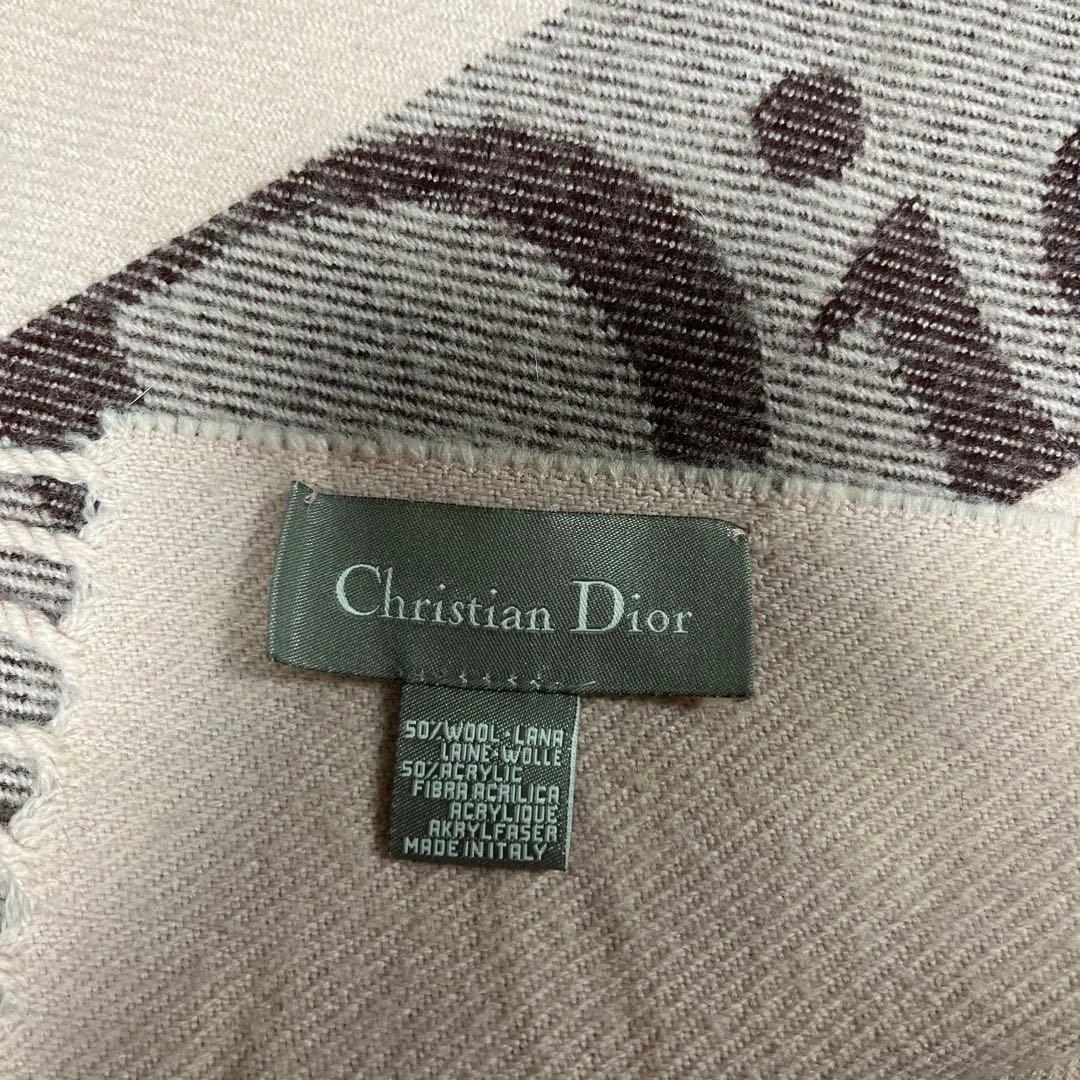 Christian Dior
50/WOOL·LANA
LAINE·WOLLE
50/ACRYLIC
FIBRA ACRILICA
ACRYLIQUE
AKRYLFASER
MADE IN ITALY